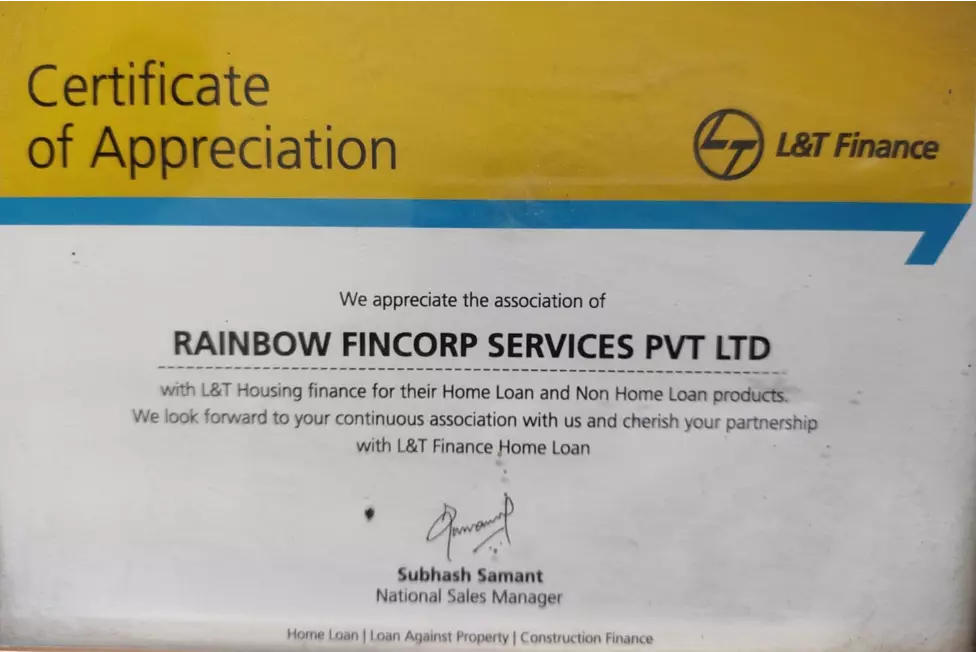 Certificate
of Appreciation
LT L&T Finance
We appreciate the association of
RAINBOW FINCORP SERVICES PVT LTD
with L&T Housing finance for their Home Loan and Non Home Loan products.
We look forward to your continuous association with us and cherish your partnership
with L&T Finance Home Loan
Subhash Samant
National Sales Manager
Home Loan | Loan Against Property | Construction Finance